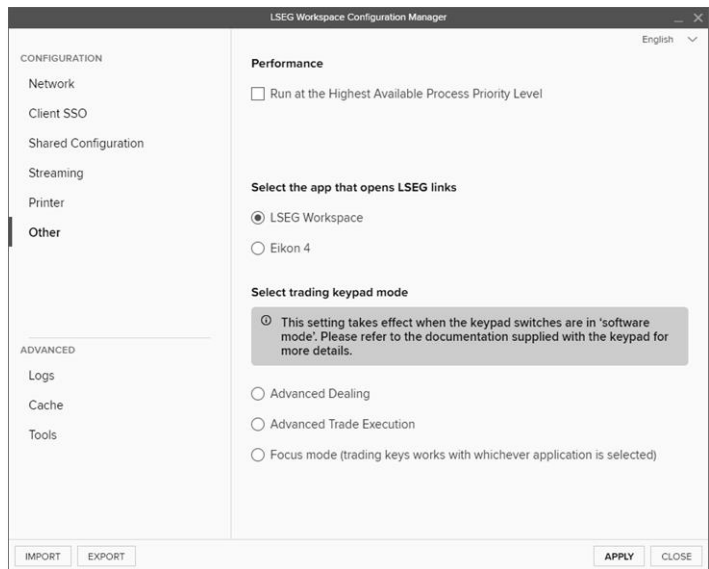 LSEG Workspace Configuration Manager
English
CONFIGURATION
Network
Client SSO
Shared Configuration
Streaming
Printer
Other
ADVANCED
Logs
Cache
Tools
Performance
Run at the Highest Available Process Priority Level
Select the app that opens LSEG links
LSEG Workspace
Eikon 4
Select trading keypad mode
This setting takes effect when the keypad switches are in ‘software
mode’. Please refer to the documentation supplied with the keypad for
more details.
Advanced Dealing
Advanced Trade Execution
Focus mode (trading keys works with whichever application is selected)
IMPORT
EXPORT
APPLY
CLOSE